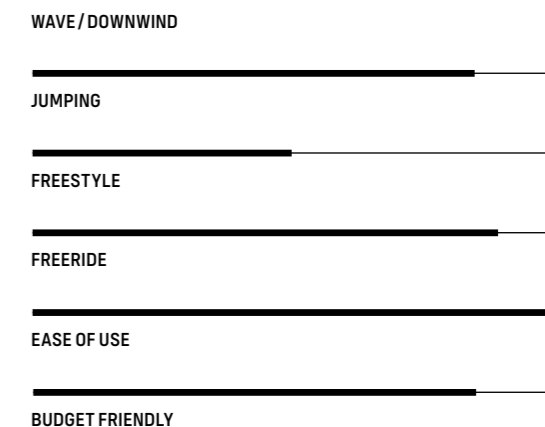 WAVE / DOWNWIND
JUMPING
FREESTYLE
FREERIDE
EASE OF USE
BUDGET FRIENDLY